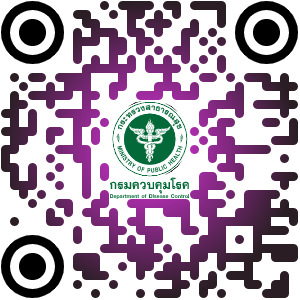 กระทรวงสาธารณสุข
MINISTRY OF PUBLIC HEALTH
กรมควบคุมโรค
Department of Disease Control